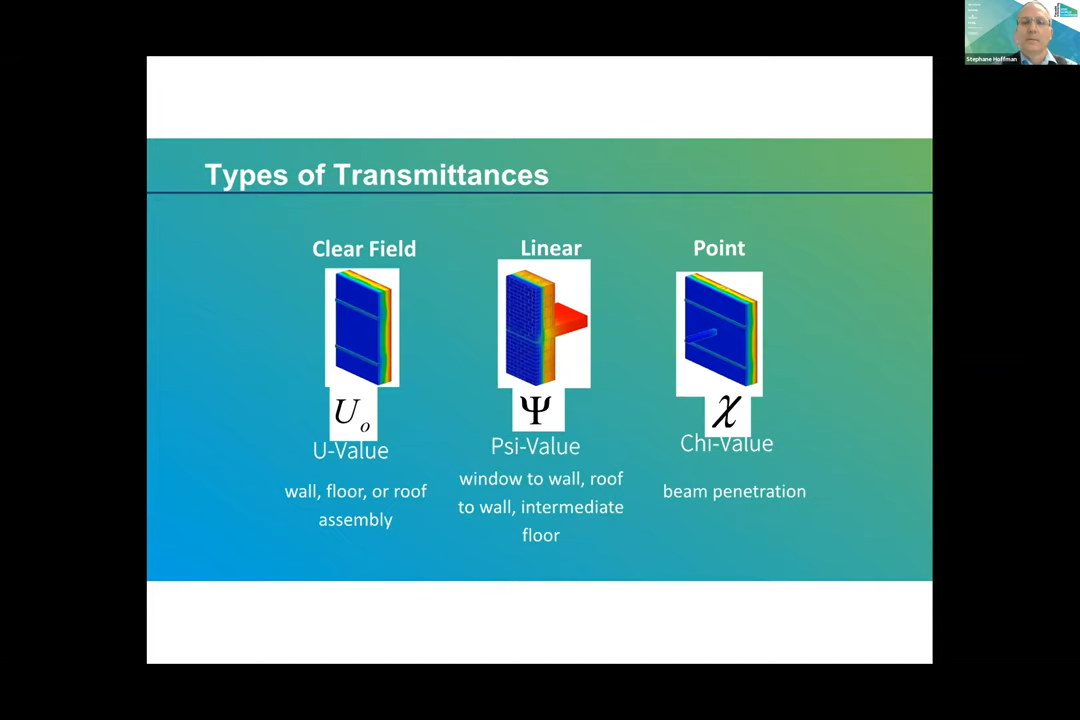 Stephane Hoffman
Types of Transmittances
Clear Field
Linear
Point
Uo
Ψ
χ
U-Value
Psi-Value
Chi-Value
wall, floor, or roof
assembly
window to wall, roof
to wall, intermediate
floor
beam penetration